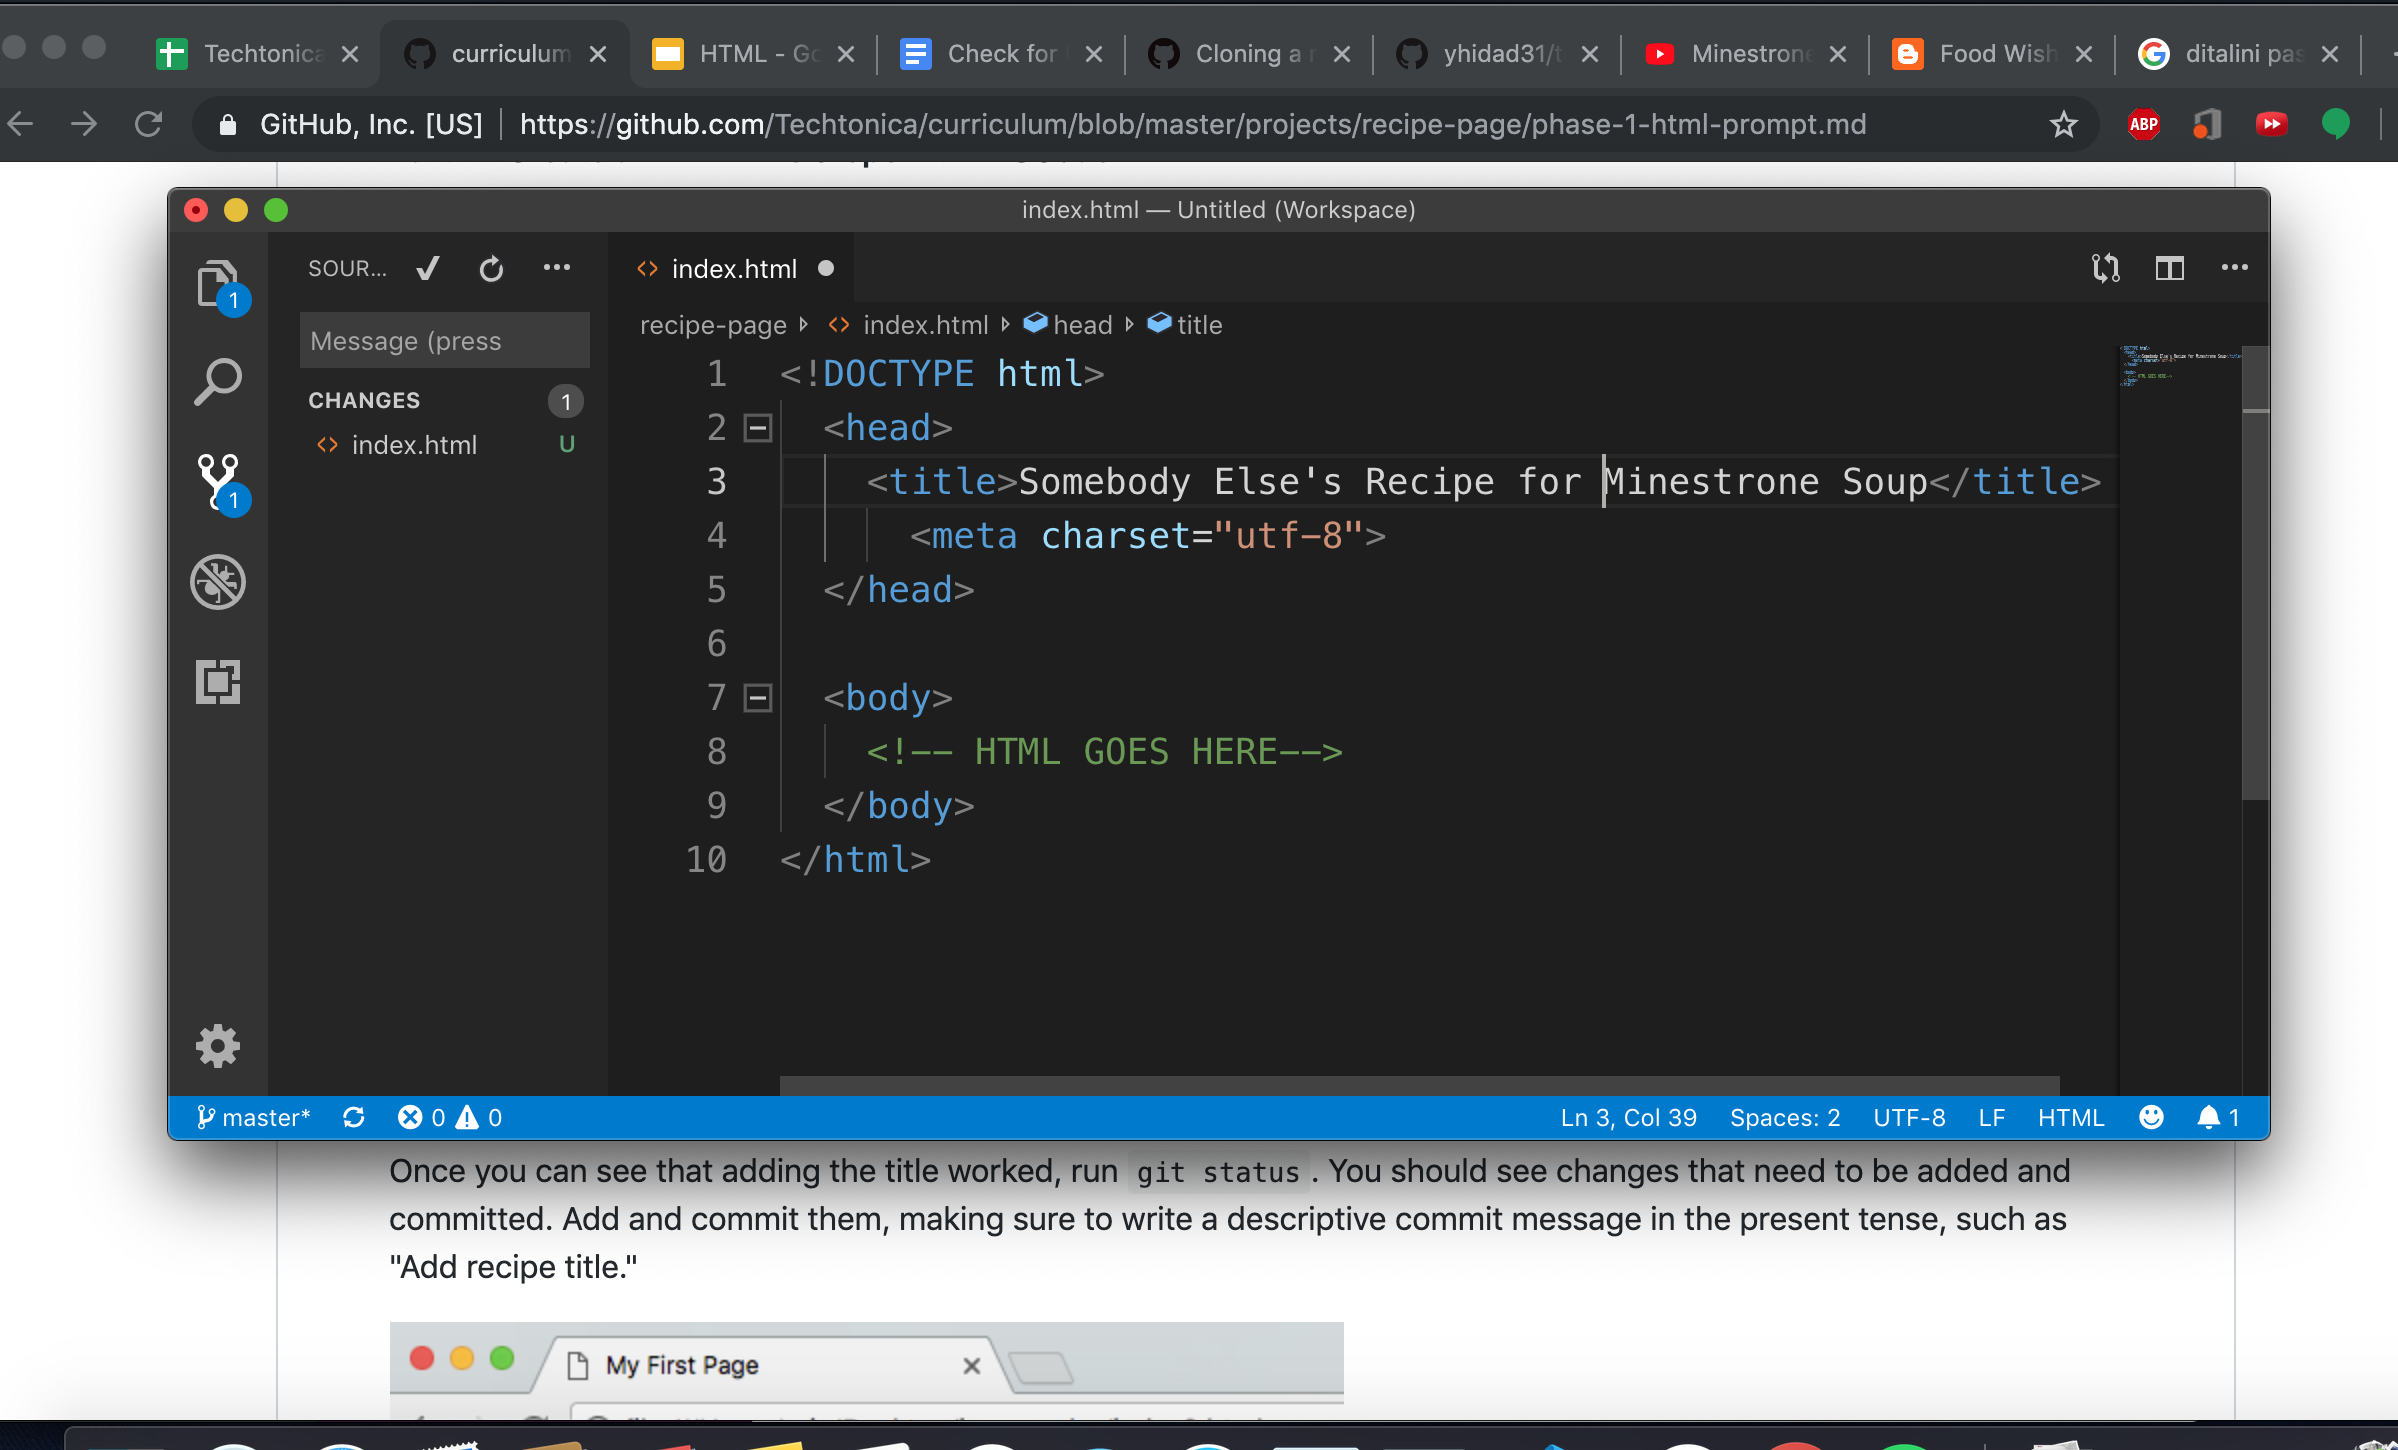 Techtonica
curriculum
HTML - Go
Check for
Cloning a r
yhidad31/t
Minestrone
Food Wish
ditalini pas
GitHub, Inc. [US] | https://github.com/Techtonica/curriculum/blob/master/projects/recipe-page/phase-1-html-prompt.md
ABP
index.html — Untitled (Workspace)
SOUR...
index.html
1
Message (press
recipe-page index.html head title
CHANGES 1
index.html U
1
1 <!DOCTYPE html>
2 <head>
3 <title>Somebody Else's Recipe for Minestrone Soup</title>
4 <meta charset="utf-8">
5 </head>
6
7 <body>
8 <!-- HTML GOES HERE-->
9 </body>
10 </html>
master* 0 0 Ln 3, Col 39 Spaces: 2 UTF-8 LF HTML 1
Once you can see that adding the title worked, run git status. You should see changes that need to be added and
committed. Add and commit them, making sure to write a descriptive commit message in the present tense, such as
"Add recipe title."
My First Page